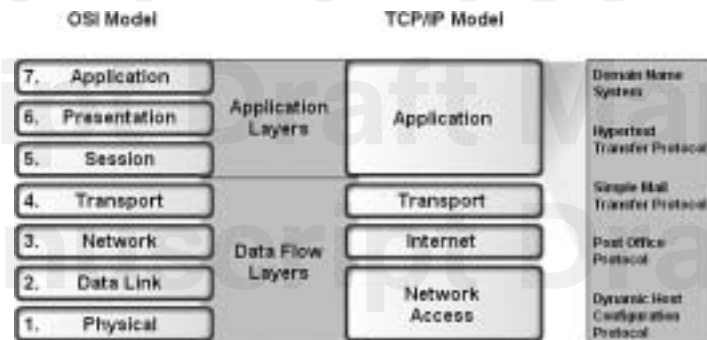 OSI Model
TCP/IP Model
7. Application
6. Presentation
5. Session
4. Transport
3. Network
2. Data Link
1. Physical
Application
Layers
Data Flow
Layers
Application
Transport
Internet
Network
Access
Domain Name
System
Hypertext
Transfer Protocol
Simple Mail
Transfer Protocol
Post Office
Protocol
Dynamic Host
Configuration
Protocol
Draft